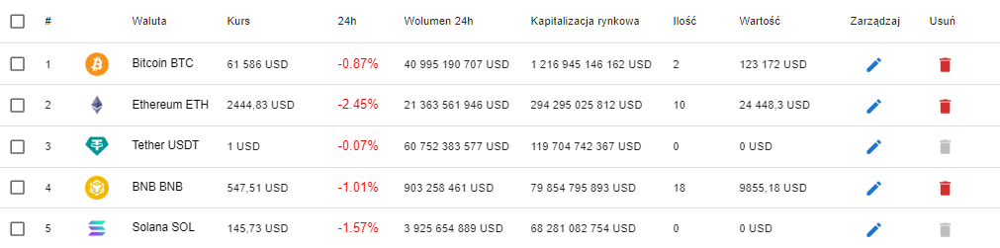 # Waluta Kurs 24h Wolumen 24h Kapitalizacja rynkowa Ilość Wartość Zarządzaj Usuń
1 Bitcoin BTC 61 586 USD -0.87% 40 995 190 707 USD 1 216 945 146 162 USD 2 123 172 USD
2 Ethereum ETH 2444,83 USD -2.45% 21 363 561 946 USD 294 295 025 812 USD 10 24 448,3 USD
3 Tether USDT 1 USD -0.07% 60 752 383 577 USD 119 704 742 367 USD 0 0 USD
4 BNB BNB 547,51 USD -1.01% 903 258 461 USD 79 854 795 893 USD 18 9855,18 USD
5 Solana SOL 145,73 USD -1.57% 3 925 654 889 USD 68 281 082 754 USD 0 0 USD